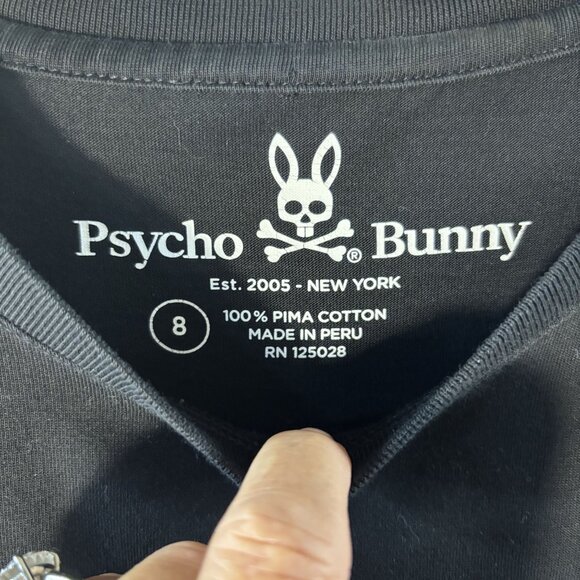 Psycho ® Bunny
Est. 2005 - NEW YORK
8
100% PIMA COTTON
MADE IN PERU
RN 125028